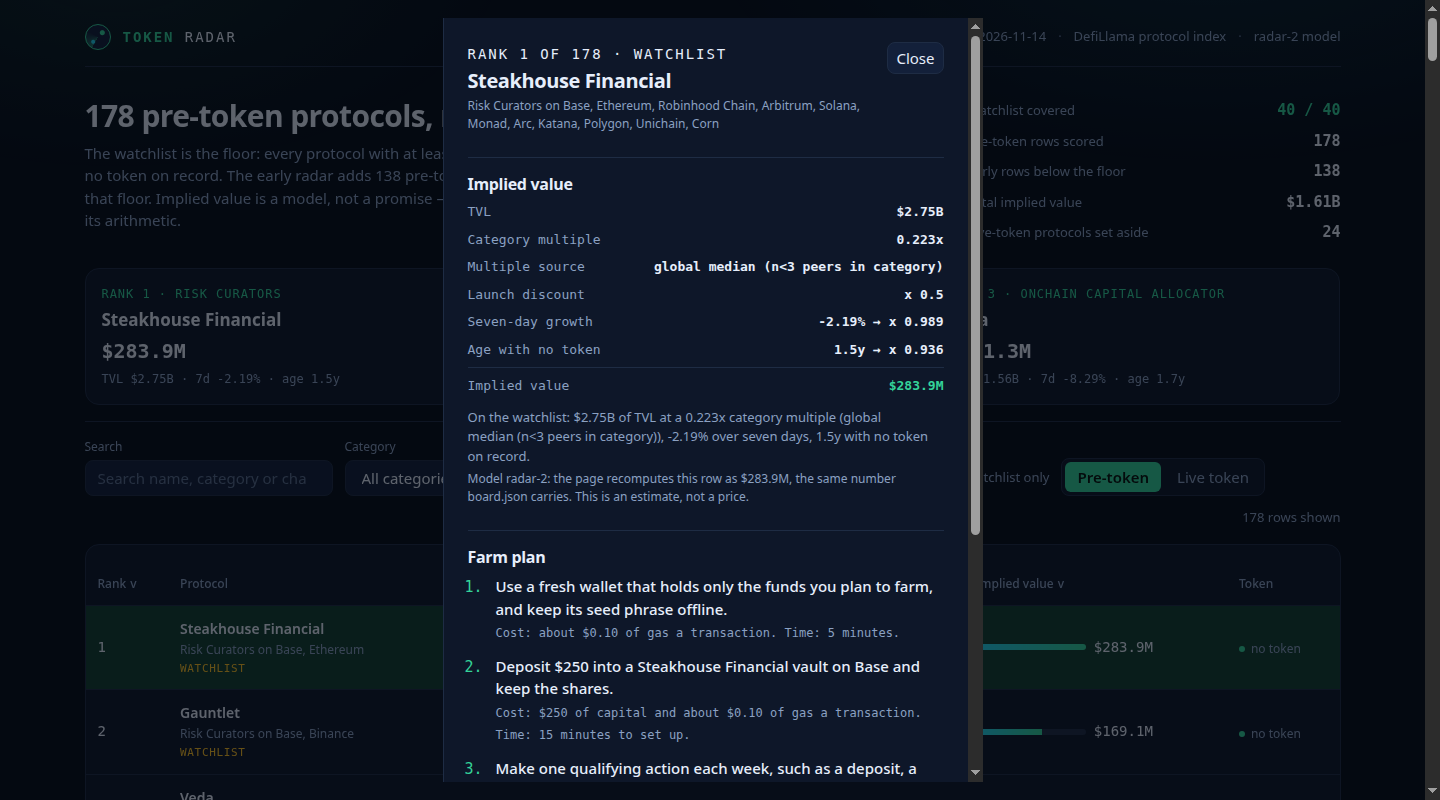 TOKEN RADAR
2026-11-14 · DefiLlama protocol index · radar-2 model
178 pre-token protocols,
The watchlist is the floor: every protocol with at leas
no token on record. The early radar adds 138 pre-to
that floor. Implied value is a model, not a promise –
its arithmetic.
atchlist covered 40 / 40
e-token rows scored 178
rly rows below the floor 138
tal implied value $1.61B
ve-token protocols set aside 24
RANK 1 · RISK CURATORS
Steakhouse Financial
$283.9M
TVL $2.75B · 7d -2.19% · age 1.5y
3 · ONCHAIN CAPITAL ALLOCATOR
a
1.3M
1.56B · 7d -8.29% · age 1.7y
Search
Search name, category or cha
Category
All categorie
tchlist only
Pre-token
Live token
178 rows shown
Rank v Protocol mplied value v Token
1 Steakhouse Financial $283.9M no token
Risk Curators on Base, Ethereum
WATCHLIST
2 Gauntlet $169.1M no token
Risk Curators on Base, Binance
WATCHLIST
Veda
RANK 1 OF 178 · WATCHLIST
Close
Steakhouse Financial
Risk Curators on Base, Ethereum, Robinhood Chain, Arbitrum, Solana,
Monad, Arc, Katana, Polygon, Unichain, Corn
Implied value
TVL $2.75B
Category multiple 0.223x
Multiple source global median (n<3 peers in category)
Launch discount x 0.5
Seven-day growth -2.19% → x 0.989
Age with no token 1.5y → x 0.936
Implied value $283.9M
On the watchlist: $2.75B of TVL at a 0.223x category multiple (global
median (n<3 peers in category)), -2.19% over seven days, 1.5y with no token
on record.
Model radar-2: the page recomputes this row as $283.9M, the same number
board.json carries. This is an estimate, not a price.
Farm plan
1. Use a fresh wallet that holds only the funds you plan to farm,
and keep its seed phrase offline.
Cost: about $0.10 of gas a transaction. Time: 5 minutes.
2. Deposit $250 into a Steakhouse Financial vault on Base and
keep the shares.
Cost: $250 of capital and about $0.10 of gas a transaction.
Time: 15 minutes to set up.
3. Make one qualifying action each week, such as a deposit, a